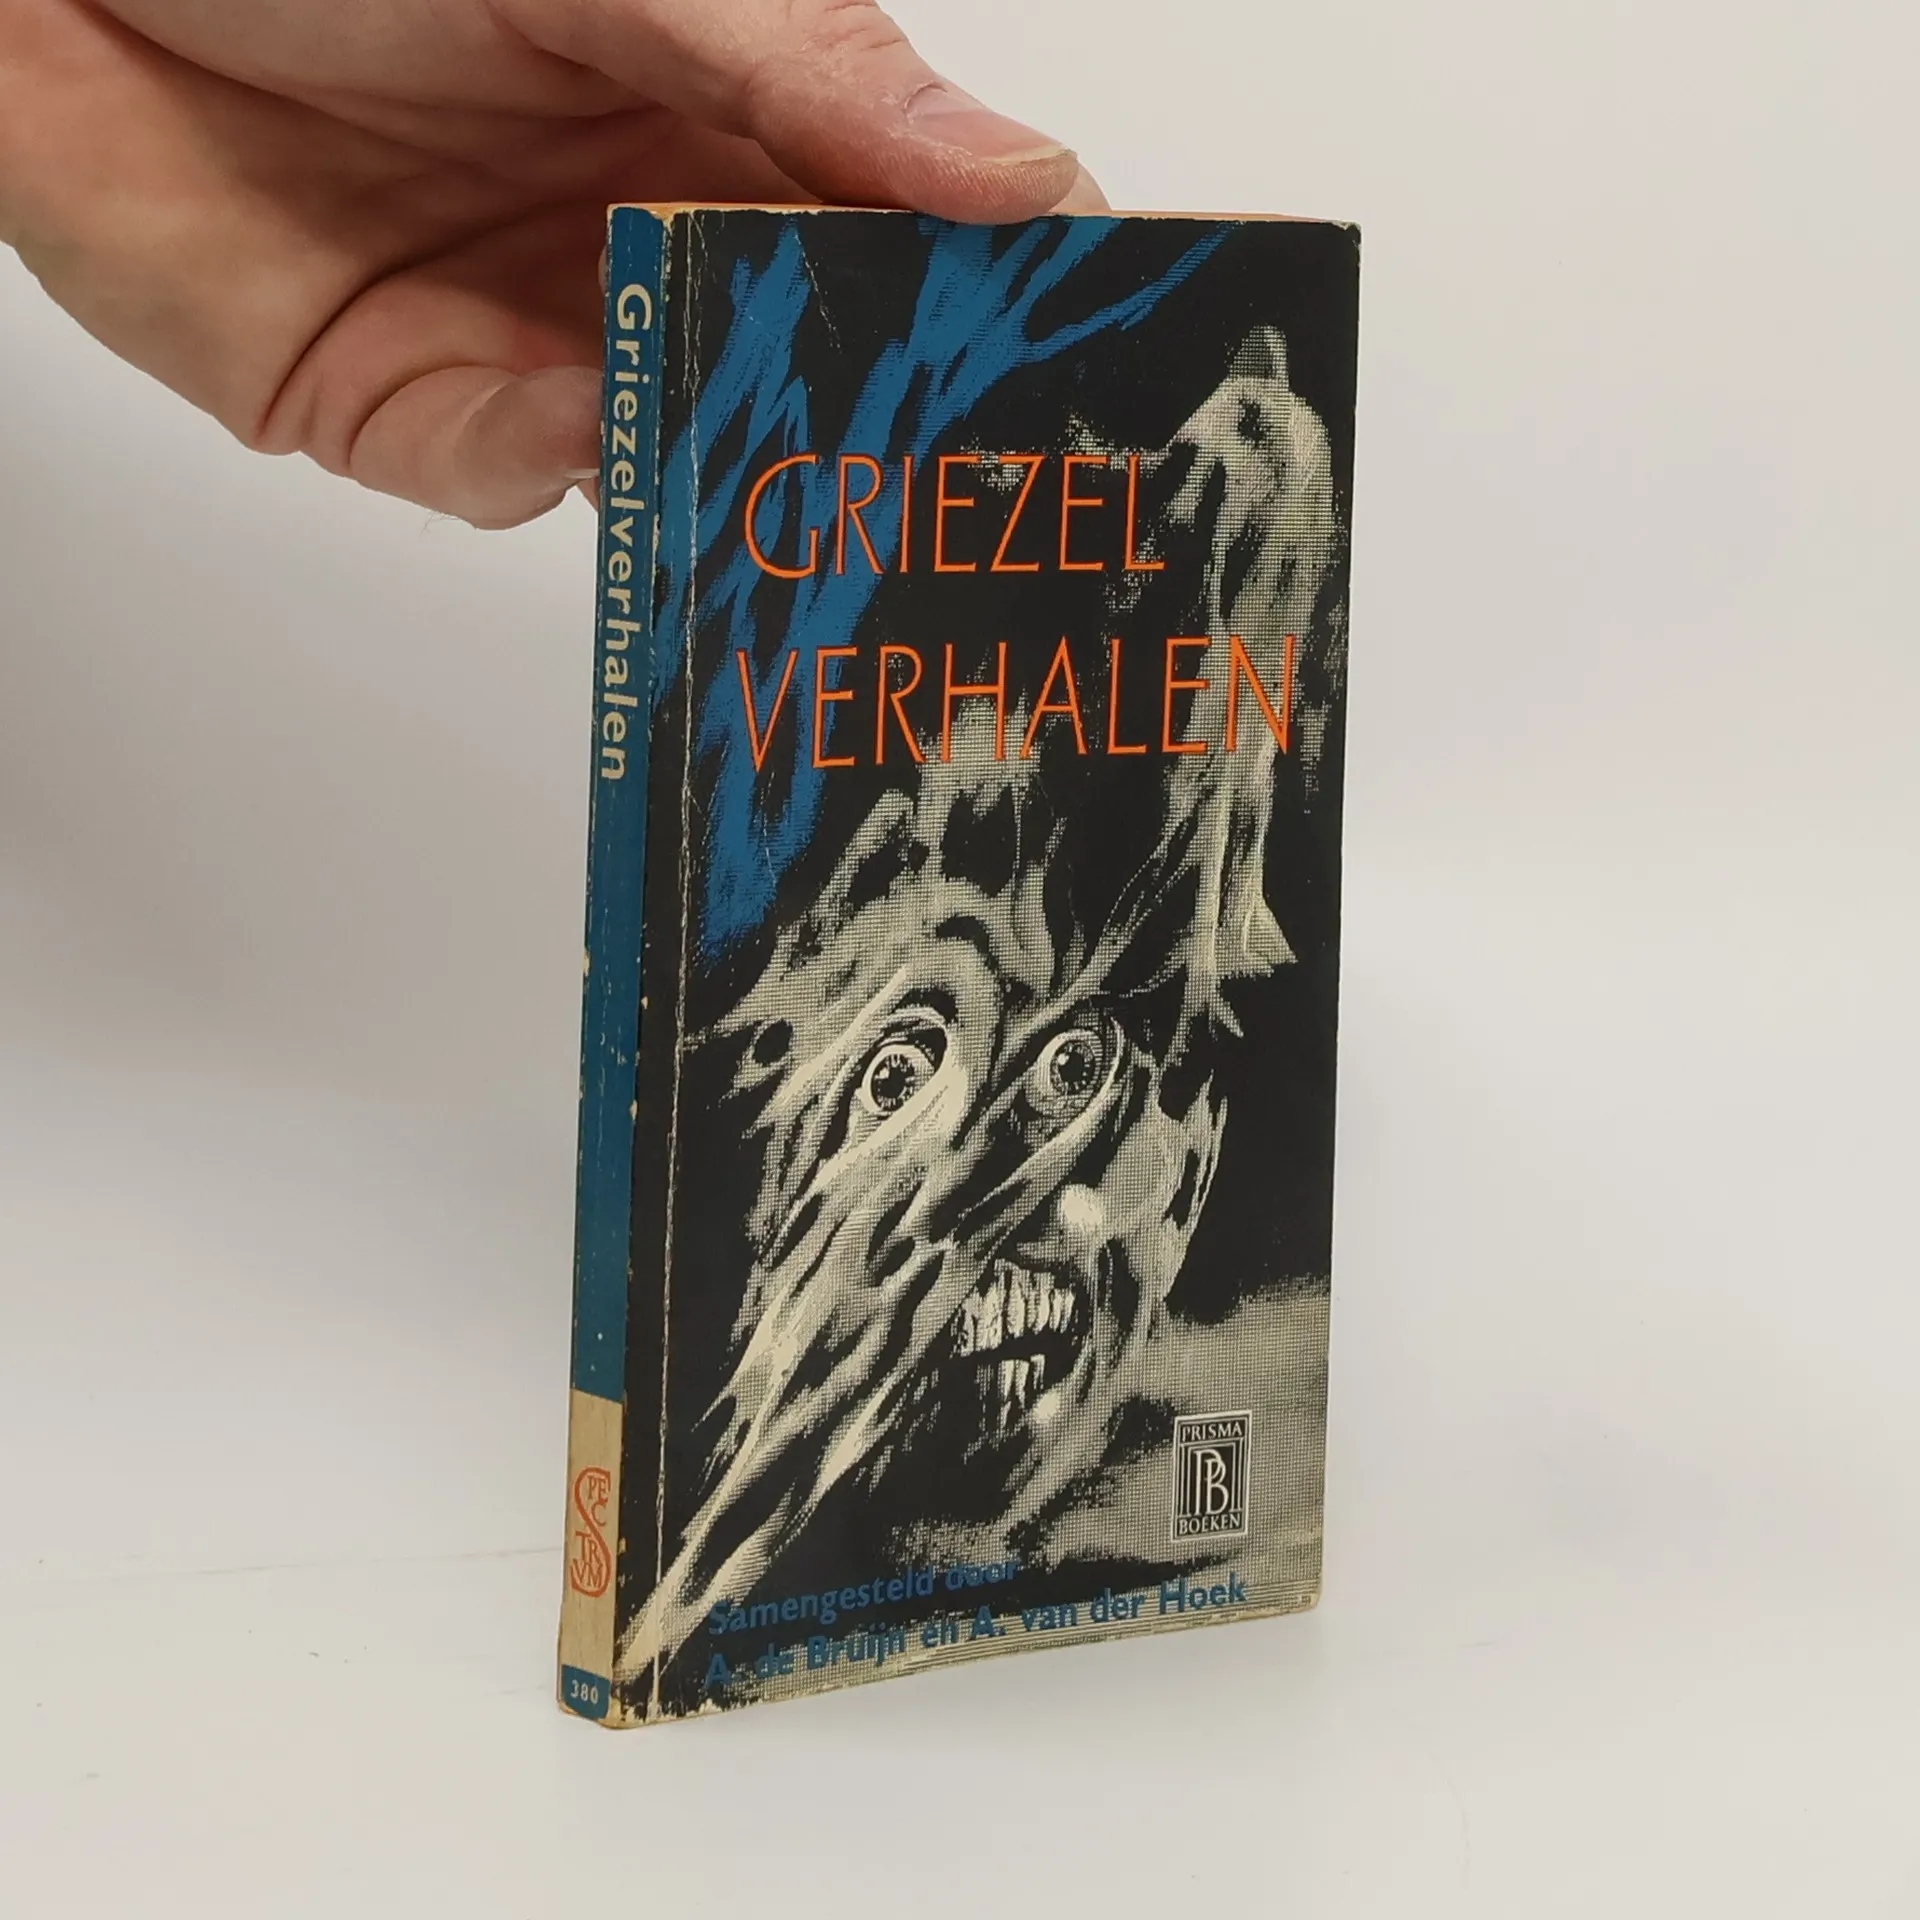 Griezelverhalen
GRIEZEL
VERHALEN
PRISMA
PB
BOEKEN
Samengesteld door
A. de Bruijn en A. van der Hoek
SPECTRVM
380